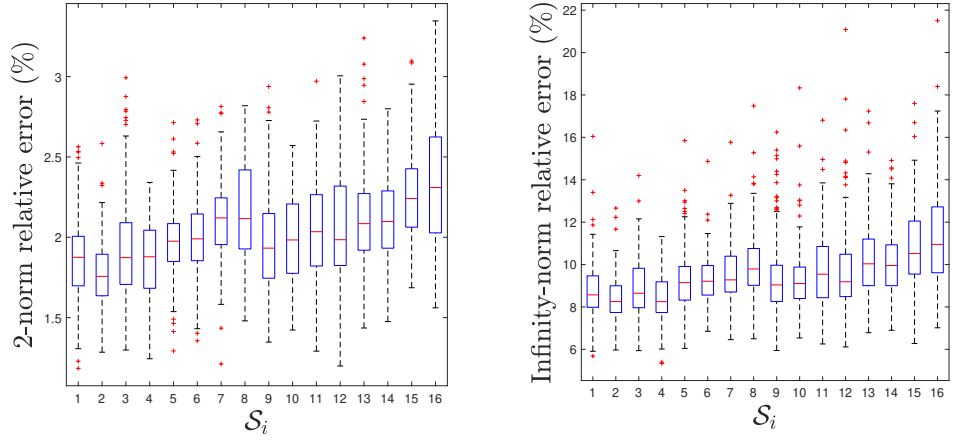 2-norm relative error (%)
3
2.5
2
1.5
1 2 3 4 5 6 7 8 9 10 11 12 13 14 15 16
𝒮ᵢ
Infinity-norm relative error (%)
22
20
18
16
14
12
10
8
6
1 2 3 4 5 6 7 8 9 10 11 12 13 14 15 16
𝒮ᵢ